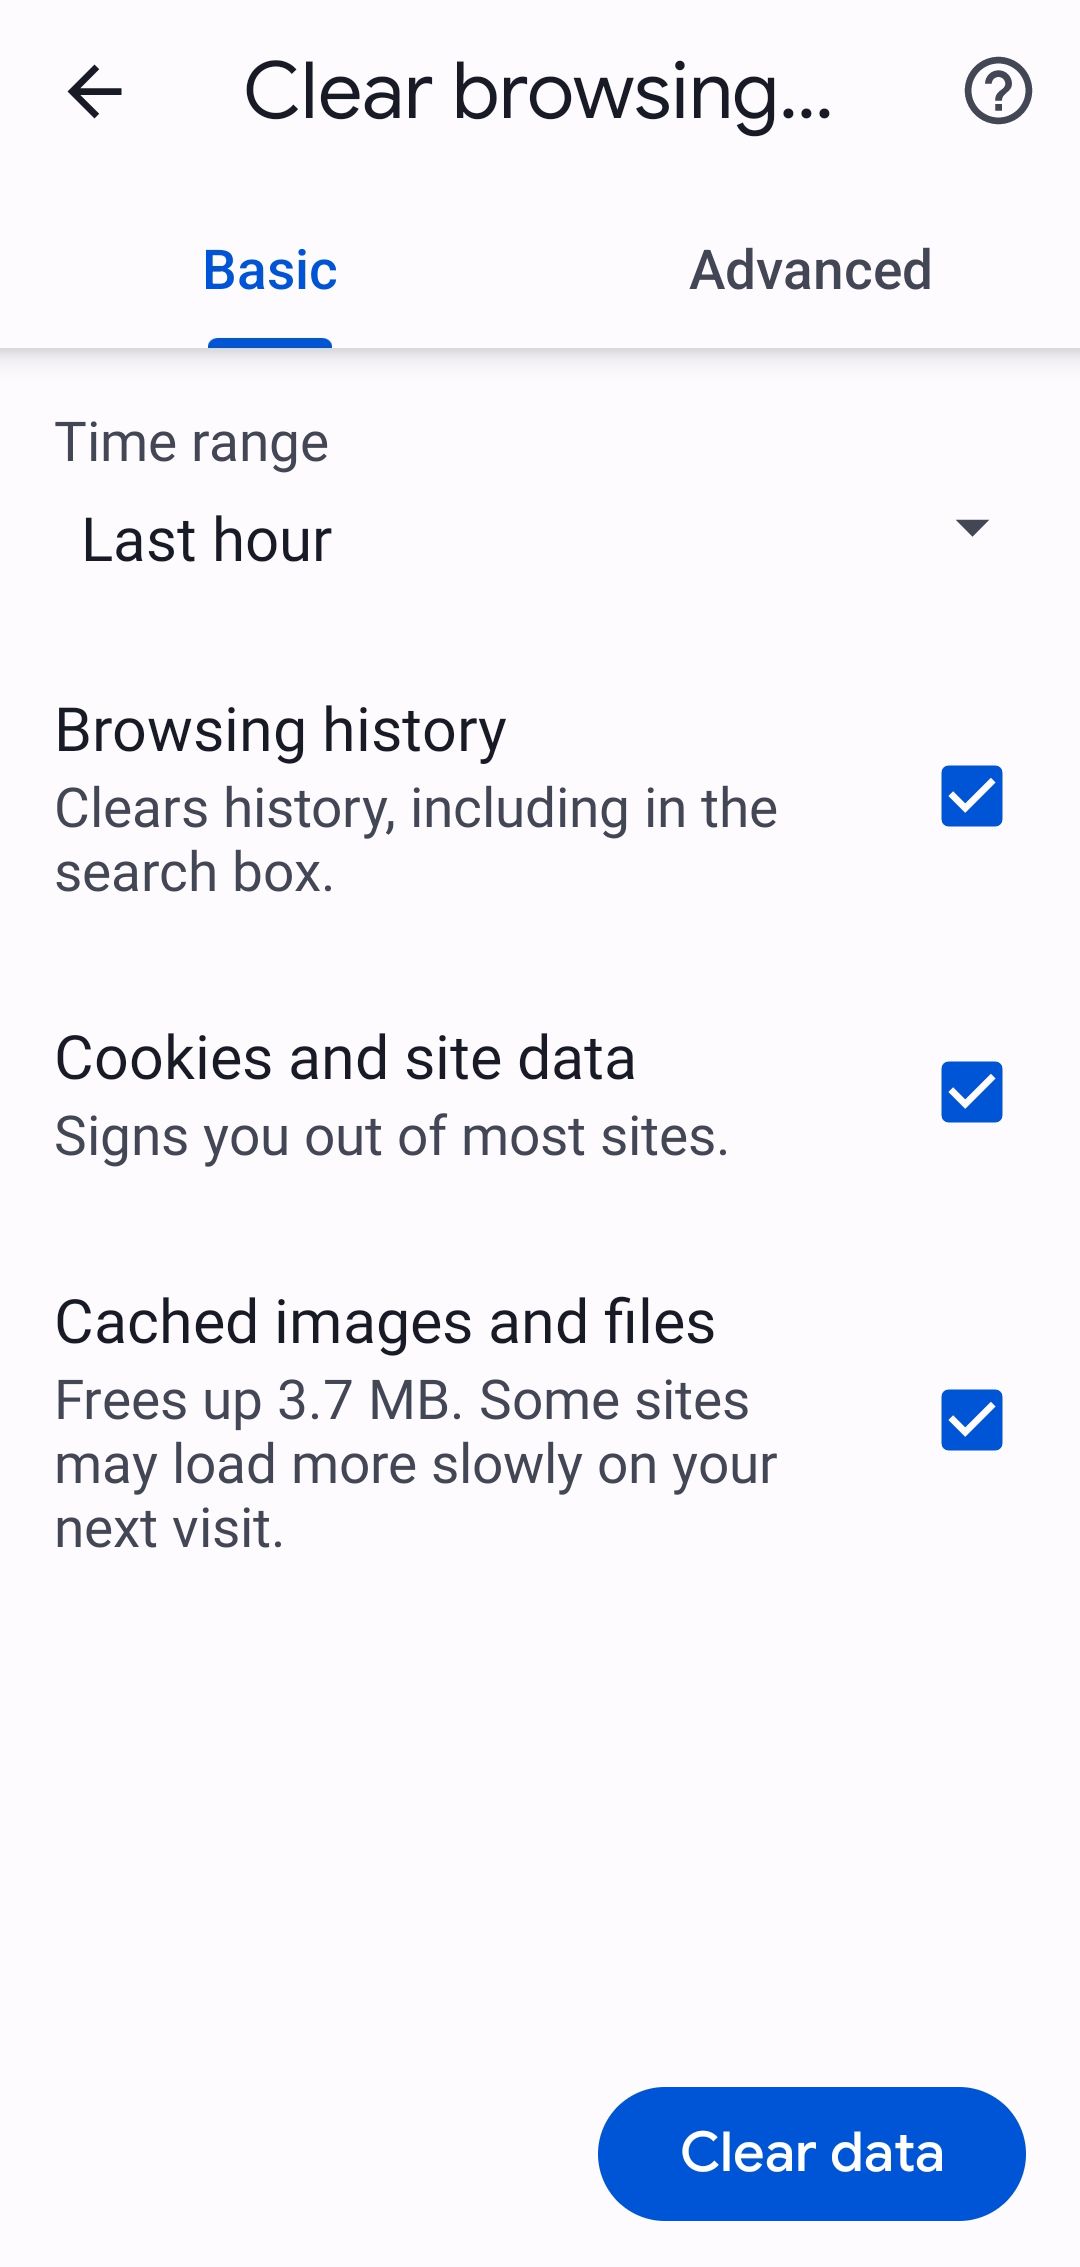 Clear browsing...
Basic
Advanced
Time range
Last hour
Browsing history
Clears history, including in the
search box.
Cookies and site data
Signs you out of most sites.
Cached images and files
Frees up 3.7 MB. Some sites
may load more slowly on your
next visit.
Clear data